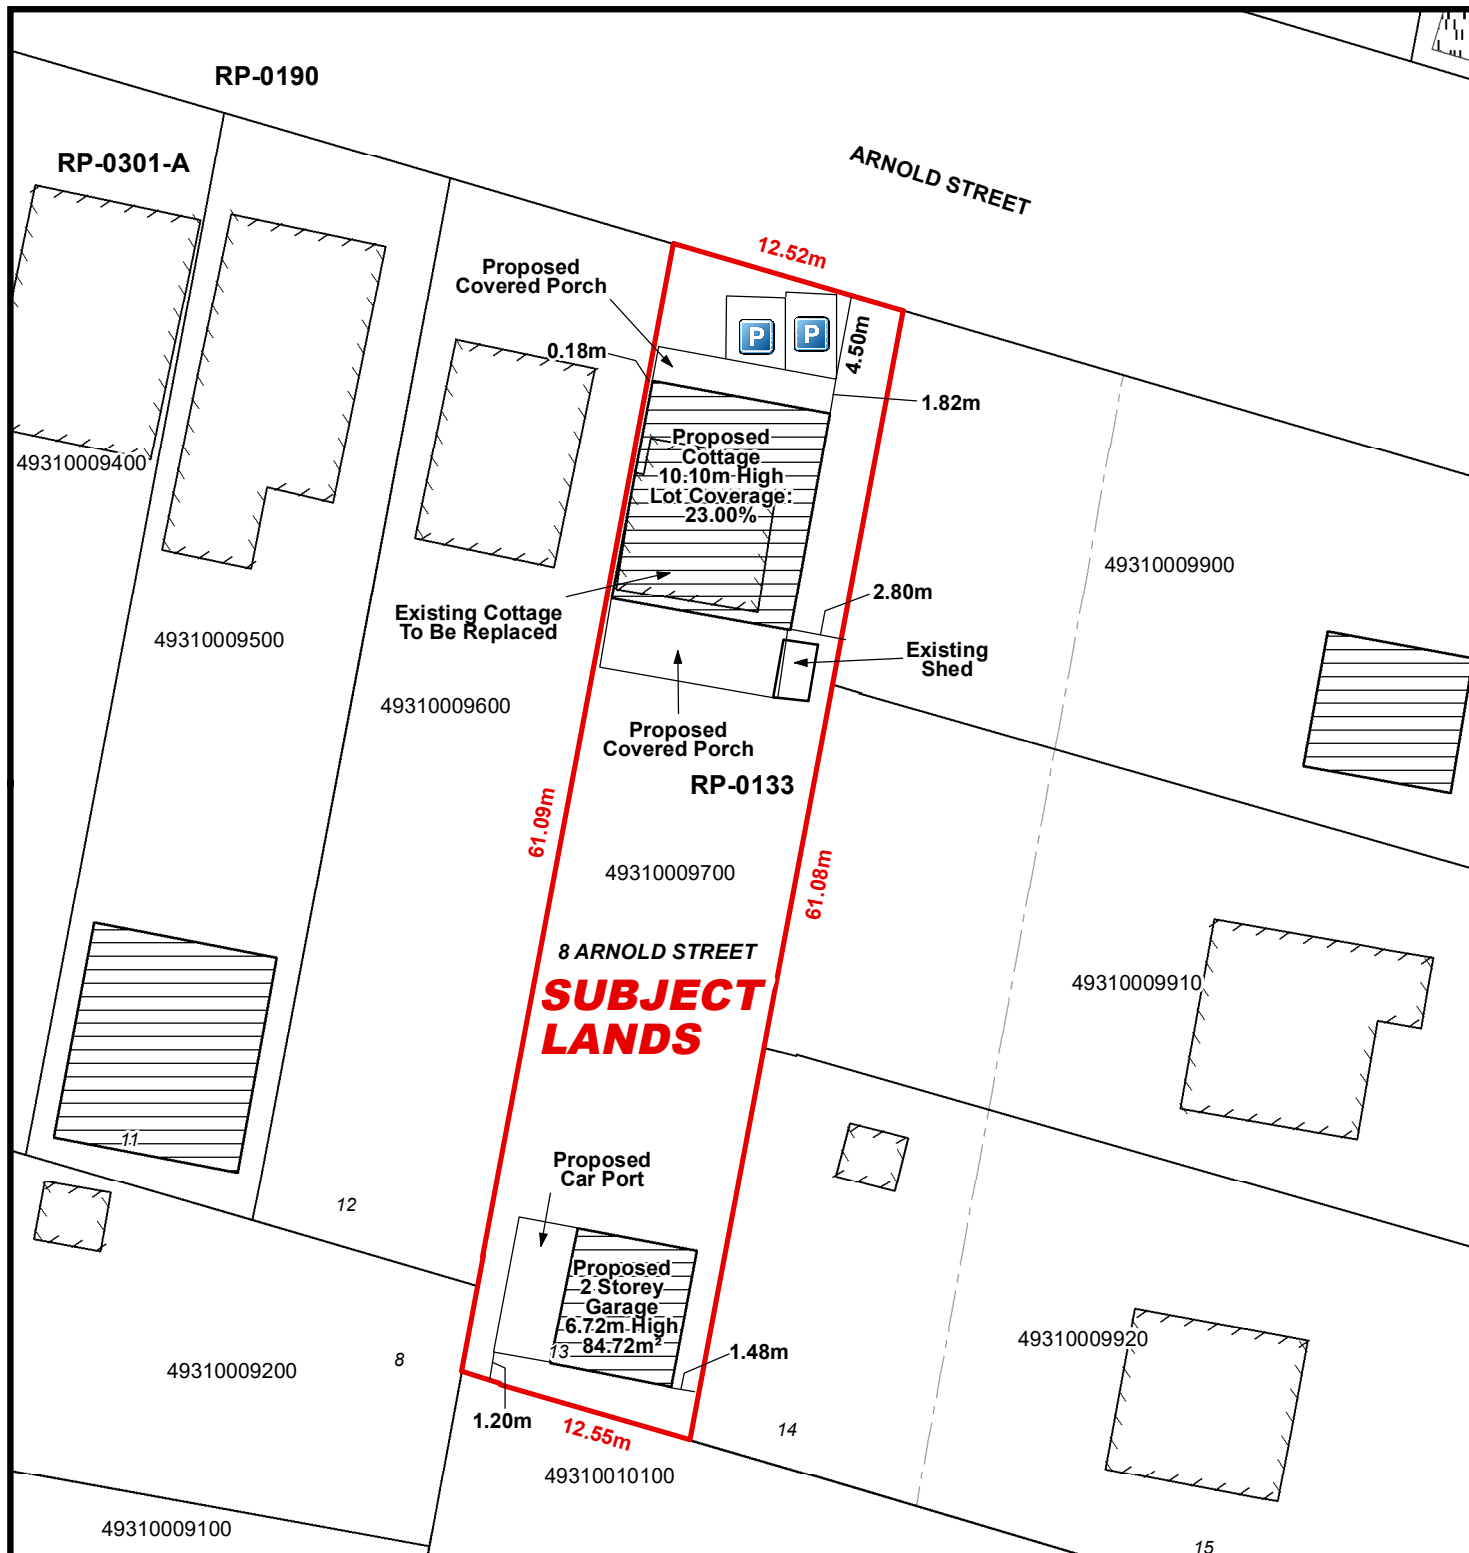 RP-0190
RP-0301-A
ARNOLD STREET
12.52m
Proposed
Covered Porch
P
P
4.50m
0.18m
1.82m
Proposed
Cottage
10.10m High
Lot Coverage:
23.00%
49310009400
49310009900
2.80m
Existing Cottage
To Be Replaced
49310009500
Existing
Shed
49310009600
Proposed
Covered Porch
RP-0133
61.09m
61.08m
49310009700
8 ARNOLD STREET
SUBJECT
LANDS
49310009910
11
Proposed
Car Port
12
Proposed
2 Storey
Garage
6.72m High
84.72m²
13
49310009920
1.48m
8
49310009200
1.20m
12.55m
14
49310010100
49310009100
15